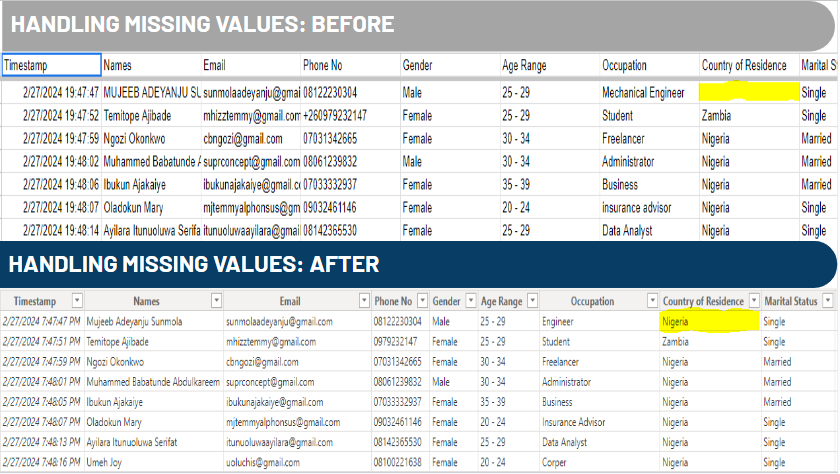 HANDLING MISSING VALUES: BEFORE
Timestamp Names Email Phone No Gender Age Range Occupation Country of Residence Marital S
2/27/2024 19:47:47 MUJEEB ADEYANJU SU sunmolaadeyanju@gmai 08122230304 Male 25 - 29 Mechanical Engineer Single
2/27/2024 19:47:52 Temitope Ajibade mhizztemmy@gmail.com +260979232147 Female 25 - 29 Student Zambia Single
2/27/2024 19:47:59 Ngozi Okonkwo cbngozi@gmail.com 07031342665 Female 30 - 34 Freelancer Nigeria Married
2/27/2024 19:48:02 Muhammed Babatunde A suprconcept@gmail.com 08061239832 Male 30 - 34 Administrator Nigeria Married
2/27/2024 19:48:06 Ibukun Ajakaiye ibukunajakaiye@gmail.co 07033332937 Female 35 - 39 Business Nigeria Married
2/27/2024 19:48:07 Oladokun Mary mjtemmyalphonsus@gm 09032461146 Female 20 - 24 insurance advisor Nigeria Single
2/27/2024 19:48:14 Ayilara Itunuoluwa Serifa itunuoluwaayilara@gmai 08142365530 Female 25 - 29 Data Analyst Nigeria Single
HANDLING MISSING VALUES: AFTER
Timestamp Names Email Phone No Gender Age Range Occupation Country of Residence Marital Status
2/27/2024 7:47:47 PM Mujeeb Adeyanju Sunmola sunmolaadeyanju@gmail.com 08122230304 Male 25 - 29 Engineer Nigeria Single
2/27/2024 7:47:51 PM Temitope Ajibade mhizztemmy@gmail.com 0979232147 Female 25 - 29 Student Zambia Single
2/27/2024 7:47:59 PM Ngozi Okonkwo cbngozi@gmail.com 07031342665 Female 30 - 34 Freelancer Nigeria Married
2/27/2024 7:48:01 PM Muhammed Babatunde Abdulkareem suprconcept@gmail.com 08061239832 Male 30 - 34 Administrator Nigeria Married
2/27/2024 7:48:05 PM Ibukun Ajakaiye ibukunajakaiye@gmail.com 07033332937 Female 35 - 39 Business Nigeria Married
2/27/2024 7:48:07 PM Oladokun Mary mjtemmyalphonsus@gmail.com 09032461146 Female 20 - 24 Insurance Advisor Nigeria Single
2/27/2024 7:48:13 PM Ayilara Itunuoluwa Serifat itunuoluwaayilara@gmail.com 08142365530 Female 25 - 29 Data Analyst Nigeria Single
2/27/2024 7:48:16 PM Umeh Joy uoluchis@gmail.com 08100221638 Female 20 - 24 Corper Nigeria Single